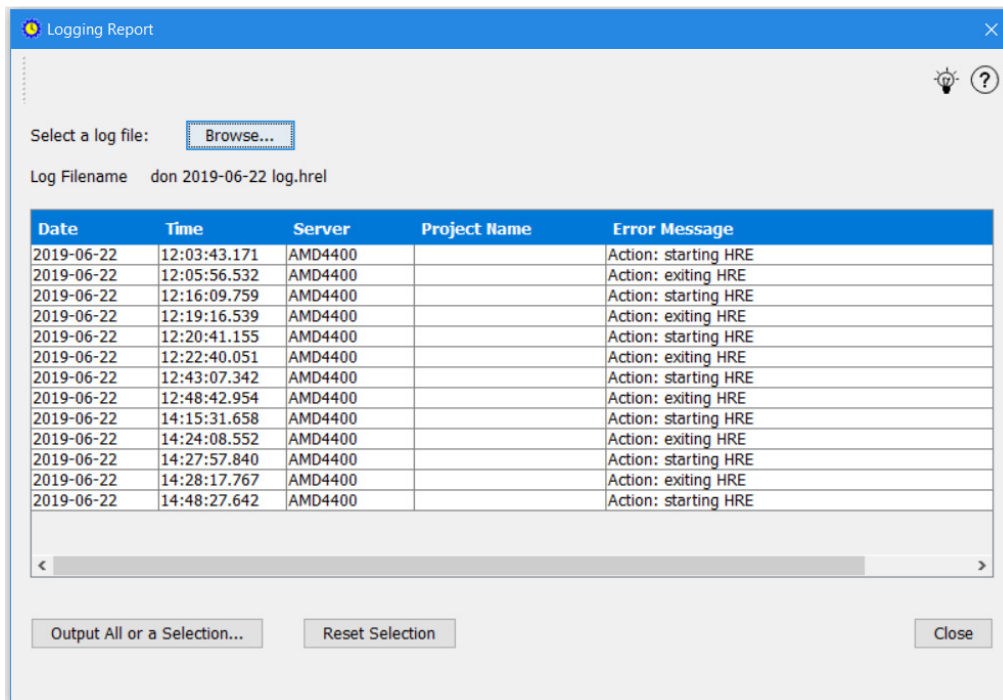 Logging Report
Select a log file: Browse...
Log Filename don 2019-06-22 log.hrel
Date Time Server Project Name Error Message
2019-06-22 12:03:43.171 AMD4400 Action: starting HRE
2019-06-22 12:05:56.532 AMD4400 Action: exiting HRE
2019-06-22 12:16:09.759 AMD4400 Action: starting HRE
2019-06-22 12:19:16.539 AMD4400 Action: exiting HRE
2019-06-22 12:20:41.155 AMD4400 Action: starting HRE
2019-06-22 12:22:40.051 AMD4400 Action: exiting HRE
2019-06-22 12:43:07.342 AMD4400 Action: starting HRE
2019-06-22 12:48:42.954 AMD4400 Action: exiting HRE
2019-06-22 14:15:31.658 AMD4400 Action: starting HRE
2019-06-22 14:24:08.552 AMD4400 Action: exiting HRE
2019-06-22 14:27:57.840 AMD4400 Action: starting HRE
2019-06-22 14:28:17.767 AMD4400 Action: exiting HRE
2019-06-22 14:48:27.642 AMD4400 Action: starting HRE
Output All or a Selection... Reset Selection Close